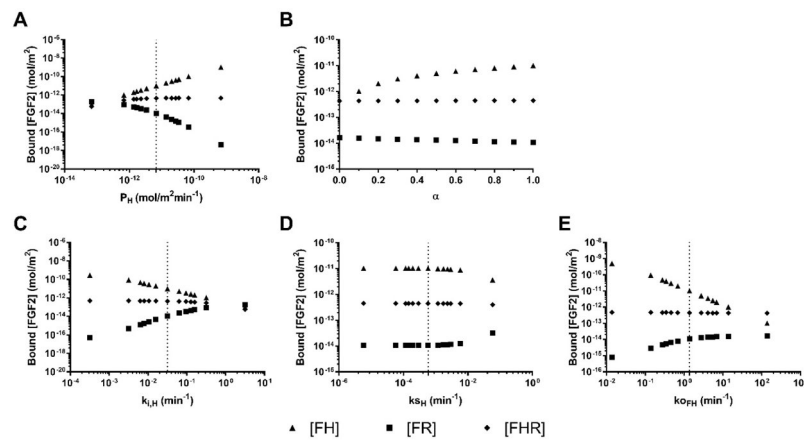 A
Bound [FGF2] (mol/m²)
10⁻⁶
10⁻⁸
10⁻¹⁰
10⁻¹²
10⁻¹⁴
10⁻¹⁶
10⁻¹⁸
10⁻²⁰
10⁻¹⁴ 10⁻¹² 10⁻¹⁰ 10⁻⁸
P_H (mol/m²min⁻¹)
B
Bound [FGF2] (mol/m²)
10⁻¹⁰
10⁻¹¹
10⁻¹²
10⁻¹³
10⁻¹⁴
10⁻¹⁵
0.0 0.2 0.4 0.6 0.8 1.0
α
C
Bound [FGF2] (mol/m²)
10⁻⁶
10⁻⁸
10⁻¹⁰
10⁻¹²
10⁻¹⁴
10⁻¹⁶
10⁻¹⁸
10⁻²⁰
10⁻⁴ 10⁻² 10⁰ 10²
k_i,H (min⁻¹)
D
Bound [FGF2] (mol/m²)
10⁻¹⁰
10⁻¹¹
10⁻¹²
10⁻¹³
10⁻¹⁴
10⁻¹⁵
10⁻⁶ 10⁻⁴ 10⁻² 10⁰
ks_H (min⁻¹)
E
Bound [FGF2] (mol/m²)
10⁻⁸
10⁻⁹
10⁻¹⁰
10⁻¹¹
10⁻¹²
10⁻¹³
10⁻¹⁴
10⁻¹⁵
10⁻¹⁶
10⁻² 10⁻¹ 10⁰ 10¹ 10² 10³
ko_FH (min⁻¹)
[FH] [FR] [FHR]